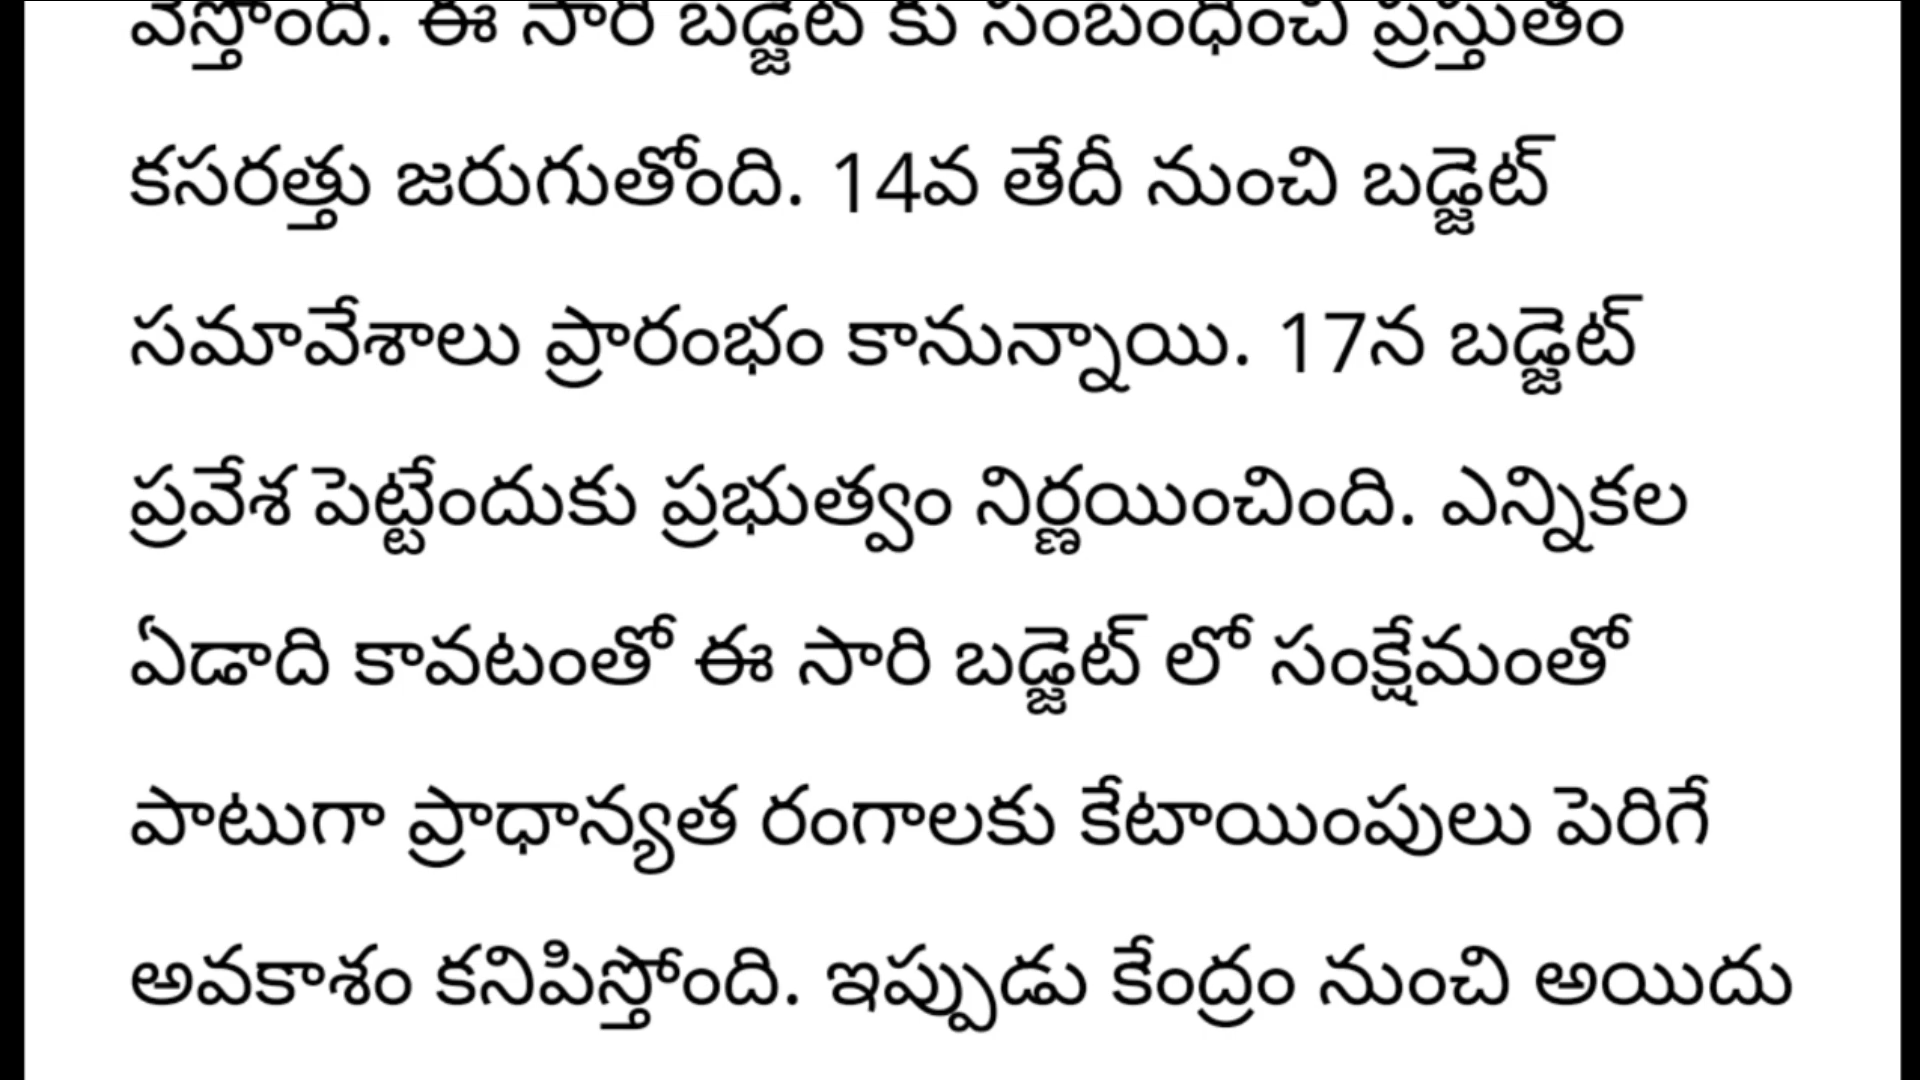 వేస్తోంది. ఈ సారి బడ్జెట్ కు సంబంధించి ప్రస్తుతం
కసరత్తు జరుగుతోంది. 14వ తేదీ నుంచి బడ్జెట్
సమావేశాలు ప్రారంభం కానున్నాయి. 17న బడ్జెట్
ప్రవేశ పెట్టేందుకు ప్రభుత్వం నిర్ణయించింది. ఎన్నికల
ఏడాది కావటంతో ఈ సారి బడ్జెట్ లో సంక్షేమంతో
పాటుగా ప్రాధాన్యత రంగాలకు కేటాయింపులు పెరిగే
అవకాశం కనిపిస్తోంది. ఇప్పుడు కేంద్రం నుంచి అయిదు